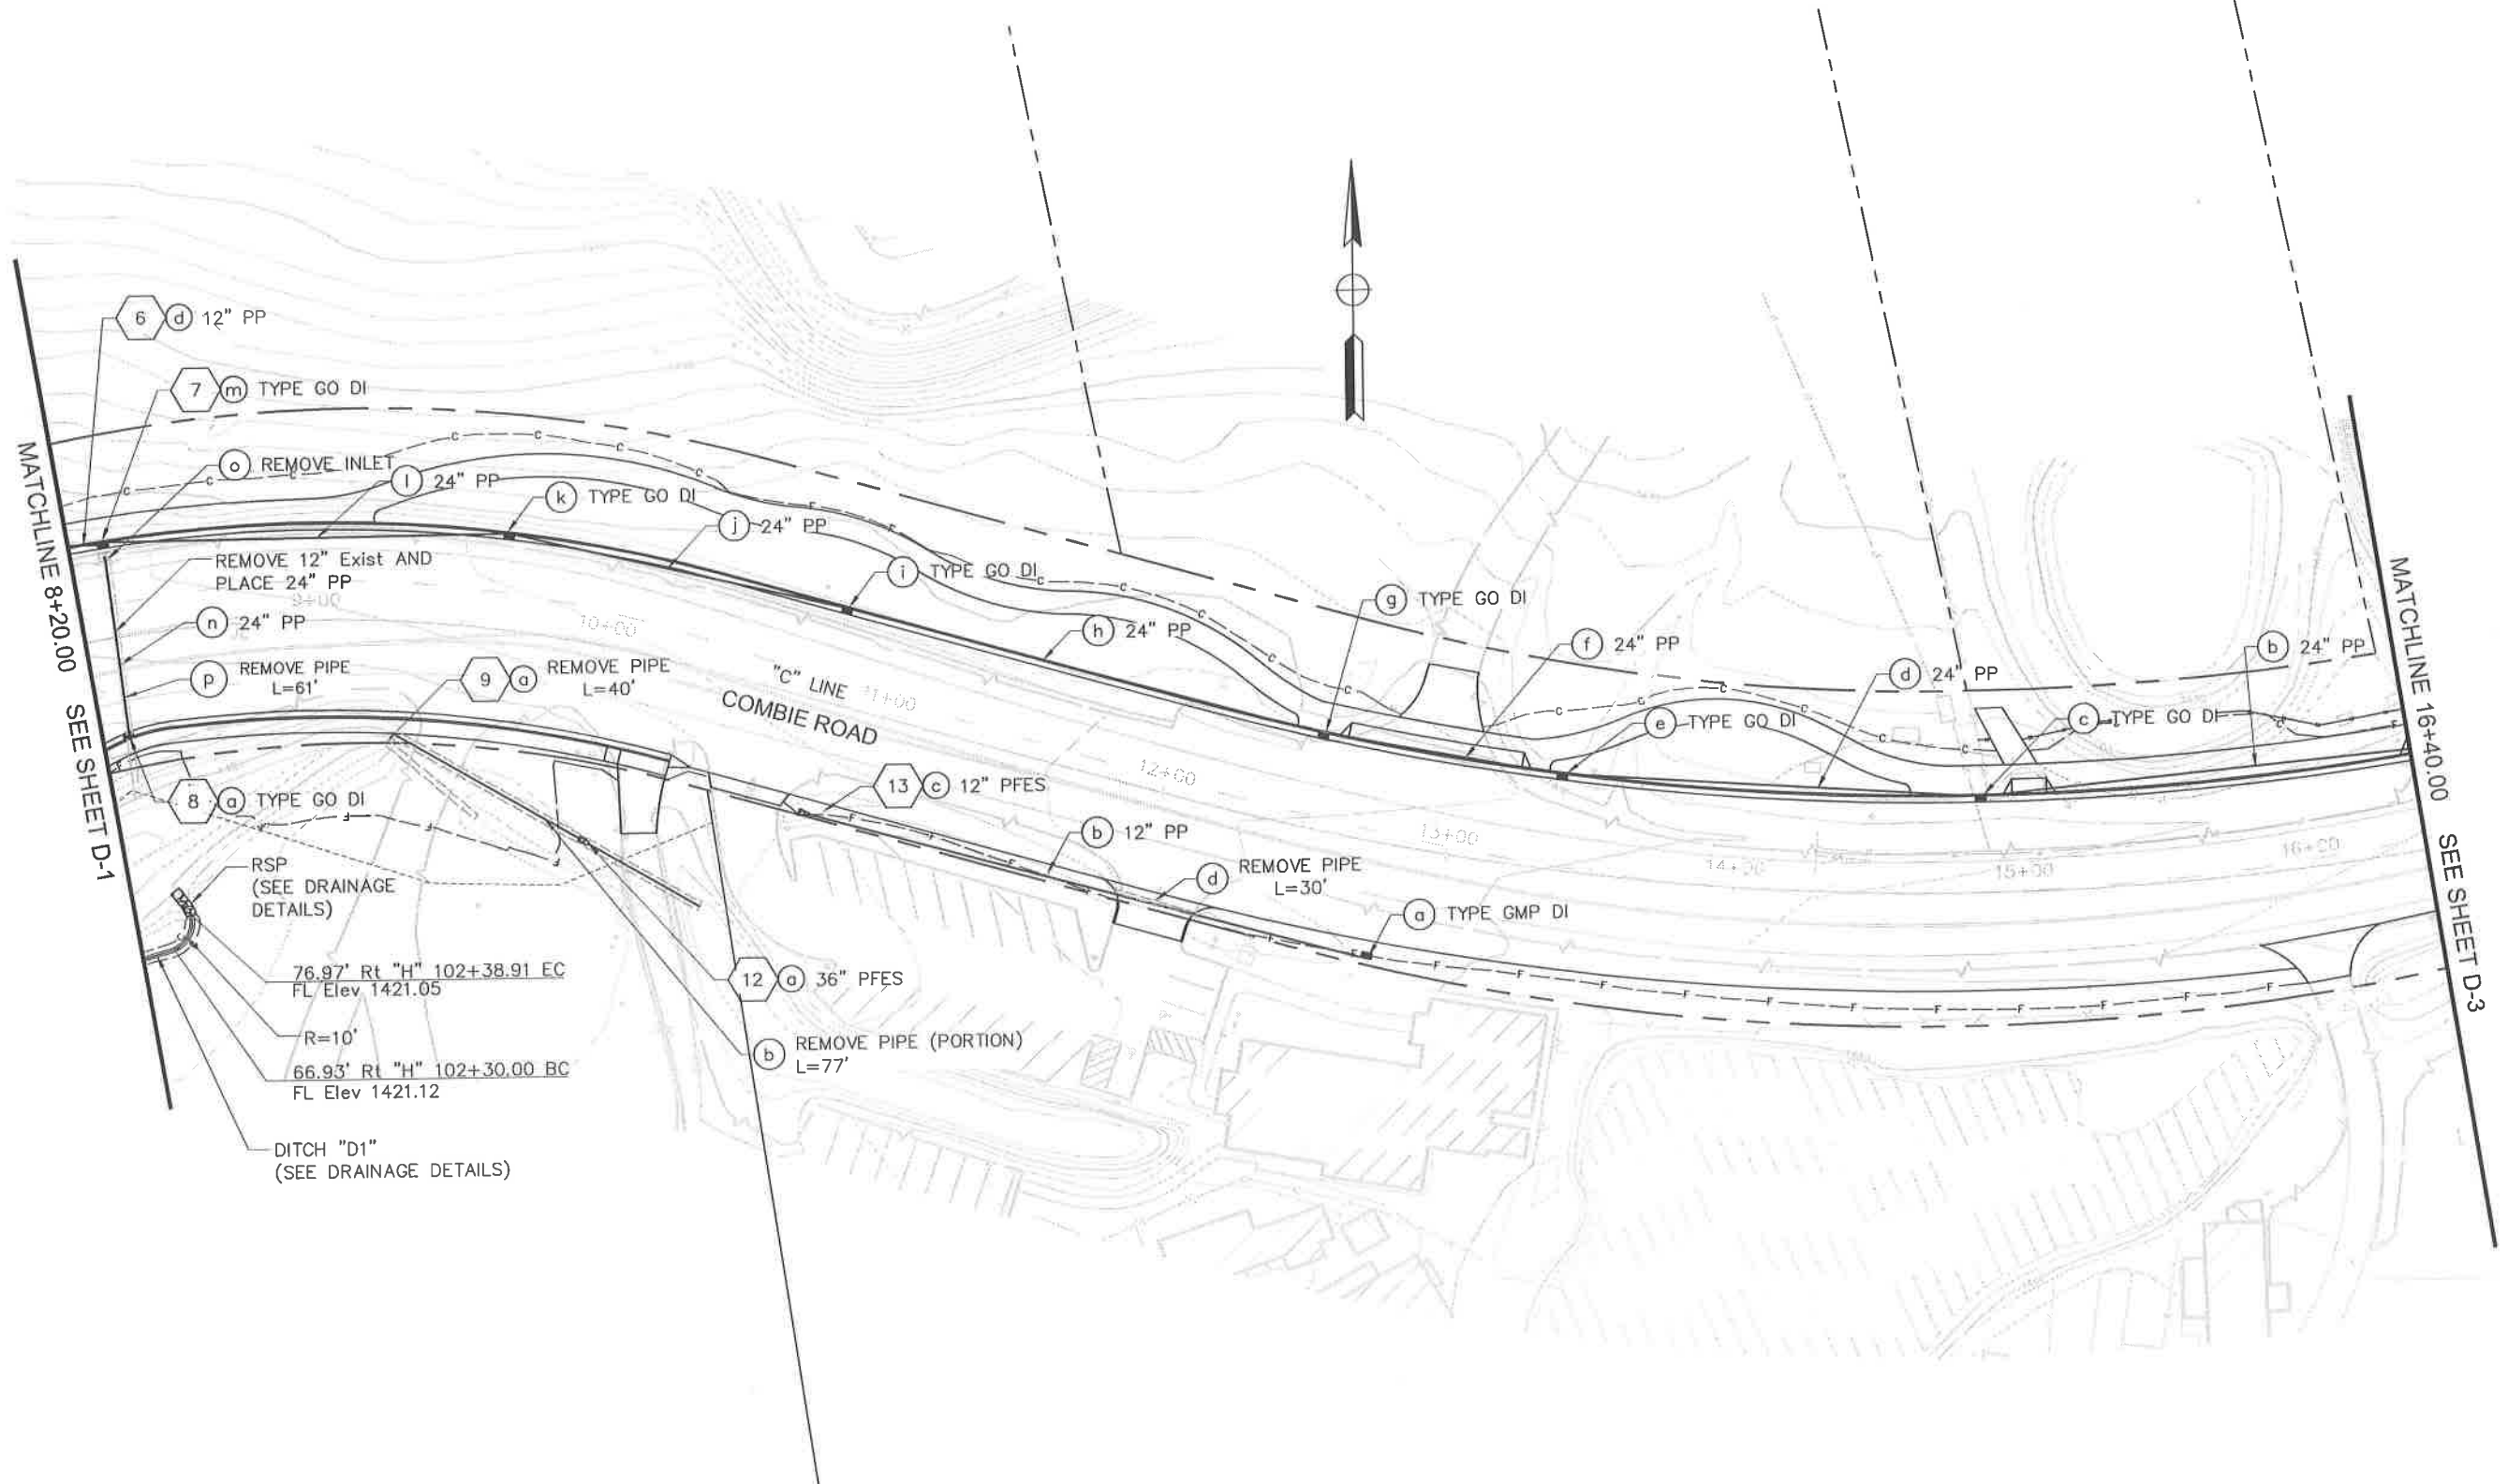 6 d 12" PP
7 m TYPE GO DI
o REMOVE INLET
l 24" PP
k TYPE GO DI
j 24" PP
i TYPE GO DI
h 24" PP
g TYPE GO DI
f 24" PP
e TYPE GO DI
d 24" PP
c TYPE GO DI
b 24" PP
MATCHLINE 8+20.00 SEE SHEET D-1
MATCHLINE 16+40.00 SEE SHEET D-3
REMOVE 12" Exist AND
PLACE 24" PP
9+00
n 24" PP
P REMOVE PIPE
L=61'
10+00
9 a REMOVE PIPE
L=40'
"C" LINE 11+00
COMBIE ROAD
12+00
13+00
14+00
15+00
16+00
8 a TYPE GO DI
13 c 12" PFES
b 12" PP
d REMOVE PIPE
L=30'
a TYPE GMP DI
RSP
(SEE DRAINAGE
DETAILS)
76.97' Rt "H" 102+38.91 EC
FL Elev 1421.05
R=10'
66.93' Rt "H" 102+30.00 BC
FL Elev 1421.12
DITCH "D1"
(SEE DRAINAGE DETAILS)
12 a 36" PFES
b REMOVE PIPE (PORTION)
L=77'